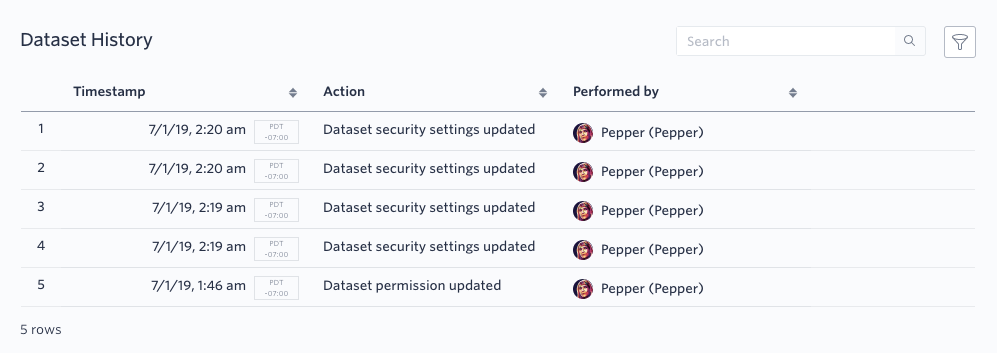 Dataset History
Search
Timestamp Action Performed by
1 7/1/19, 2:20 am PDT -07:00 Dataset security settings updated Pepper (Pepper)
2 7/1/19, 2:20 am PDT -07:00 Dataset security settings updated Pepper (Pepper)
3 7/1/19, 2:19 am PDT -07:00 Dataset security settings updated Pepper (Pepper)
4 7/1/19, 2:19 am PDT -07:00 Dataset security settings updated Pepper (Pepper)
5 7/1/19, 1:46 am PDT -07:00 Dataset permission updated Pepper (Pepper)
5 rows